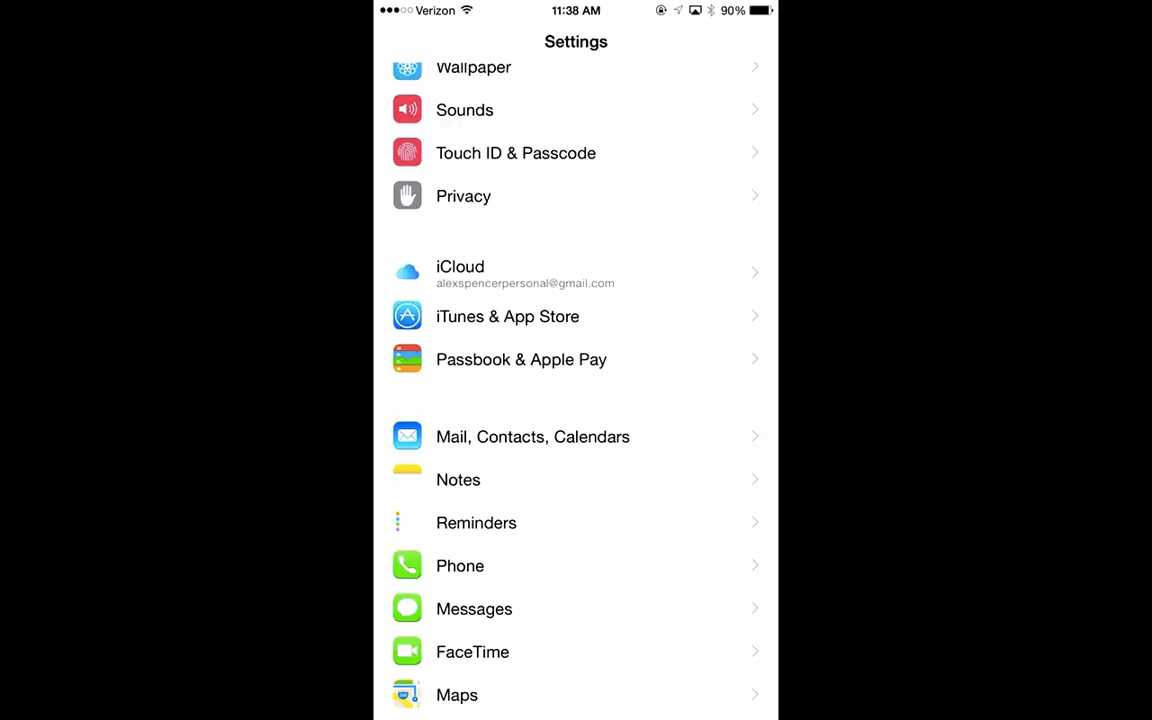 Verizon 11:38 AM 90%
Settings
Wallpaper
Sounds
Touch ID & Passcode
Privacy
iCloud
alexspencerpersonal@gmail.com
iTunes & App Store
Passbook & Apple Pay
Mail, Contacts, Calendars
Notes
Reminders
Phone
Messages
FaceTime
Maps